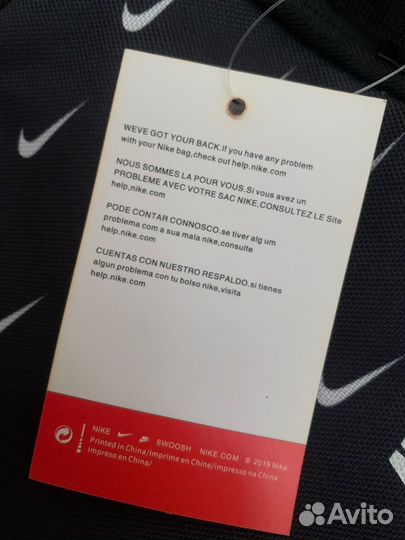 WEVE GOT YOUR BACK.If you have any problem
with your Nike bag,check out help.nike.com
NOUS SOMMES LA POUR VOUS.Si vous avez un
PROBLEME AVEC VOTRE SAC NIKE,CONSULTEZ LE Site
help,nike.com
PODE CONTAR CONNOSCO.se tiver alg um
problema com a sua mala nike,consulte
help.nike.com
CUENTAS CON NUESTRO RESPALDO.si tienes
algun problema con tu bolso nike,visita
help.nike.com
NIKE SWOOSH NIKE.COM © 2019 Nika
Printed in China/Imprime en Chine/impresso na China
Impreso en China/
Avito